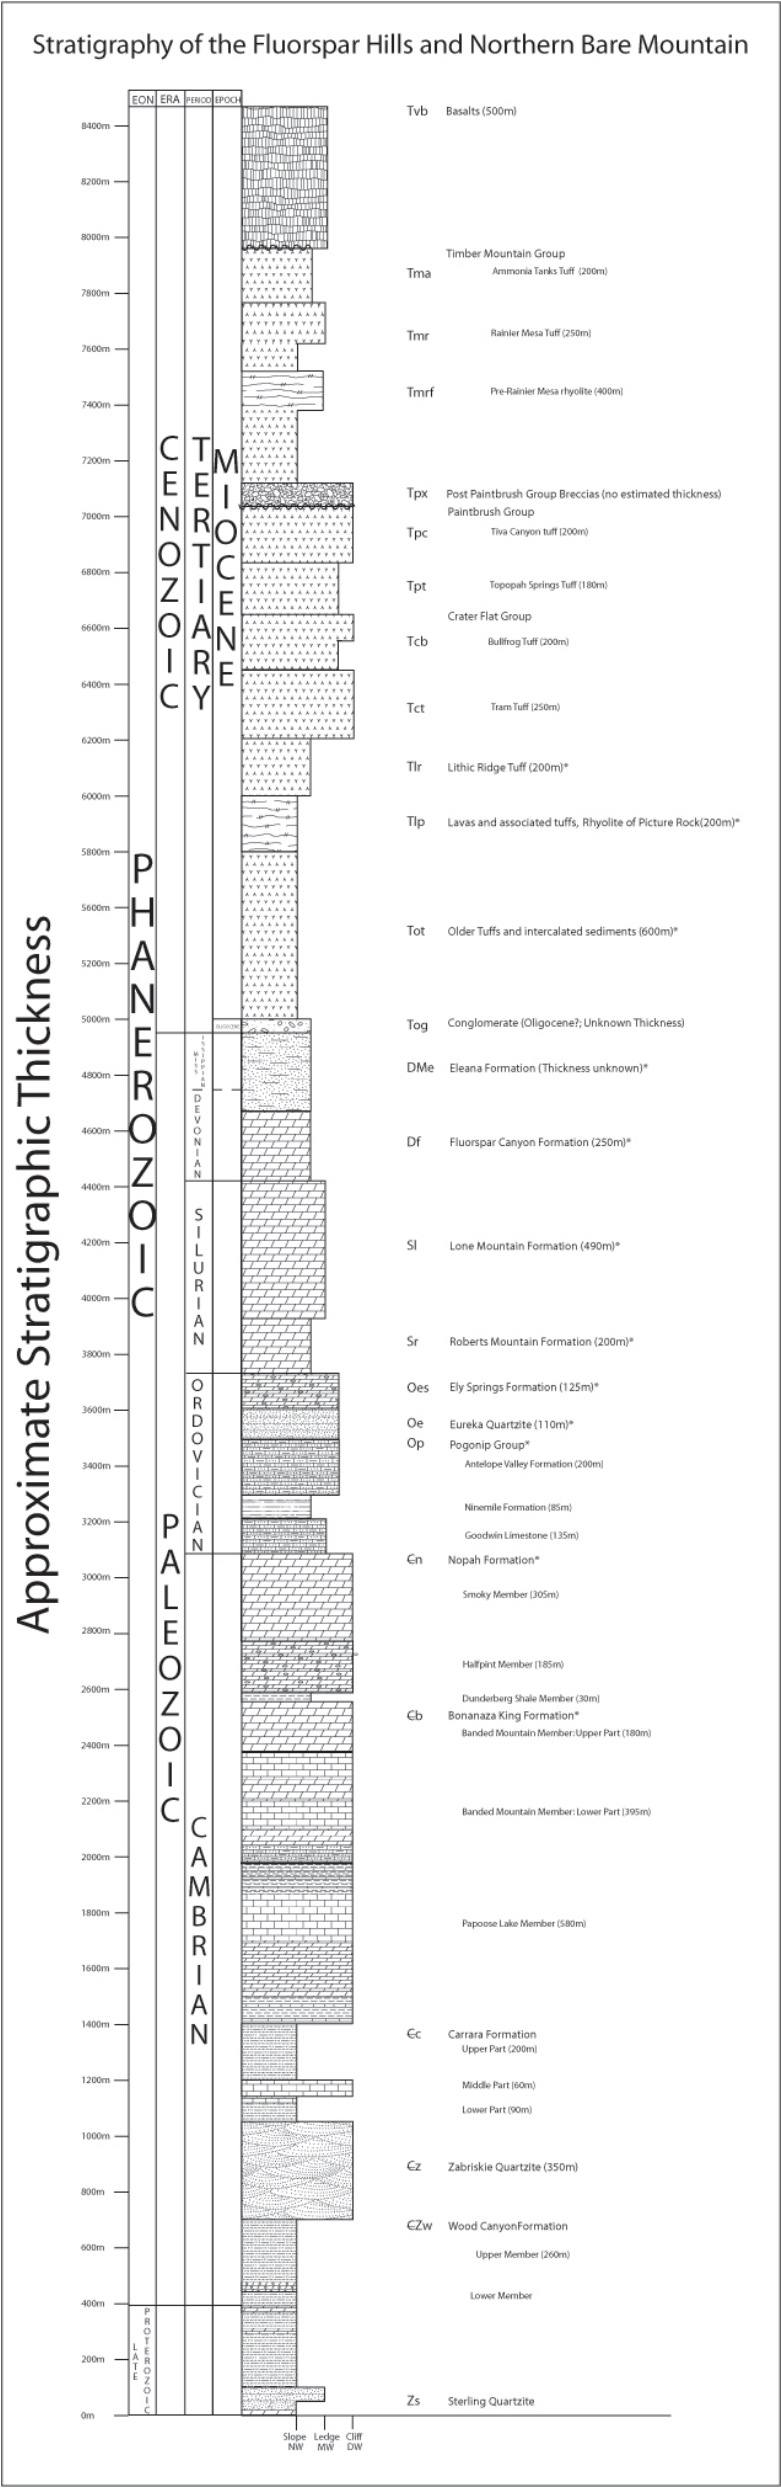 Stratigraphy of the Fluorspar Hills and Northern Bare Mountain
EON ERA PERIOD EPOCH
Approximate Stratigraphic Thickness
8400m
8200m
8000m
7800m
7600m
7400m
7200m
7000m
6800m
6600m
6400m
6200m
6000m
5800m
5600m
5200m
5000m
4800m
4600m
4400m
4200m
4000m
3800m
3600m
3400m
3200m
3000m
2800m
2600m
2400m
2200m
2000m
1800m
1600m
1400m
1200m
1000m
800m
600m
400m
200m
0m
PHANEROZOIC
LATE
PROTEROZOIC
CENOZOIC
PALEOZOIC
TERTIARY
MISSISSIPPIAN
DEVONIAN
SILURIAN
ORDOVICIAN
CAMBRIAN
MIOCENE
OLIGOCENE
Tvb Basalts (500m)
Timber Mountain Group
Tma Ammonia Tanks Tuff (200m)
Tmr Rainier Mesa Tuff (250m)
Tmrf Pre-Rainier Mesa rhyolite (400m)
Tpx Post Paintbrush Group Breccias (no estimated thickness)
Paintbrush Group
Tpc Tiva Canyon tuff (200m)
Tpt Topopah Springs Tuff (180m)
Crater Flat Group
Tcb Bullfrog Tuff (200m)
Tct Tram Tuff (250m)
Tlr Lithic Ridge Tuff (200m)*
Tlp Lavas and associated tuffs, Rhyolite of Picture Rock(200m)*
Tot Older Tuffs and intercalated sediments (600m)*
Tog Conglomerate (Oligocene?; Unknown Thickness)
DMe Eleana Formation (Thickness unknown)*
Df Fluorspar Canyon Formation (250m)*
Sl Lone Mountain Formation (490m)*
Sr Roberts Mountain Formation (200m)*
Oes Ely Springs Formation (125m)*
Oe Eureka Quartzite (110m)*
Op Pogonip Group*
Antelope Valley Formation (200m)
Ninemile Formation (85m)
Goodwin Limestone (135m)
Ꞓn Nopah Formation*
Smoky Member (305m)
Halfpint Member (185m)
Dunderberg Shale Member (30m)
Ꞓb Bonanaza King Formation*
Banded Mountain Member: Upper Part (180m)
Banded Mountain Member: Lower Part (395m)
Papoose Lake Member (580m)
Ꞓc Carrara Formation
Upper Part (200m)
Middle Part (60m)
Lower Part (90m)
Ꞓz Zabriskie Quartzite (350m)
ꞒZw Wood CanyonFormation
Upper Member (260m)
Lower Member
Zs Sterling Quartzite
Slope Ledge Cliff
NW MW DW